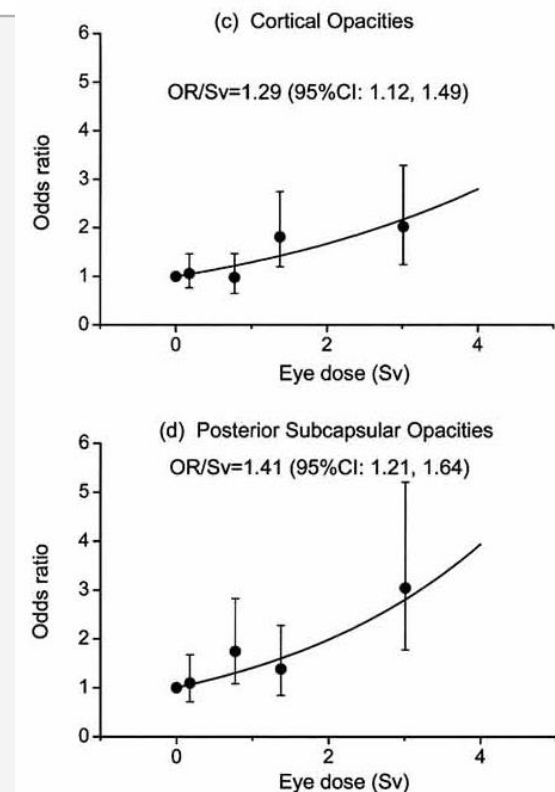 (c) Cortical Opacities
OR/Sv=1.29 (95%CI: 1.12, 1.49)
Odds ratio
6
5
4
3
2
1
0
0 2 4
Eye dose (Sv)
(d) Posterior Subcapsular Opacities
OR/Sv=1.41 (95%CI: 1.21, 1.64)
Odds ratio
6
5
4
3
2
1
0
0 2 4
Eye dose (Sv)